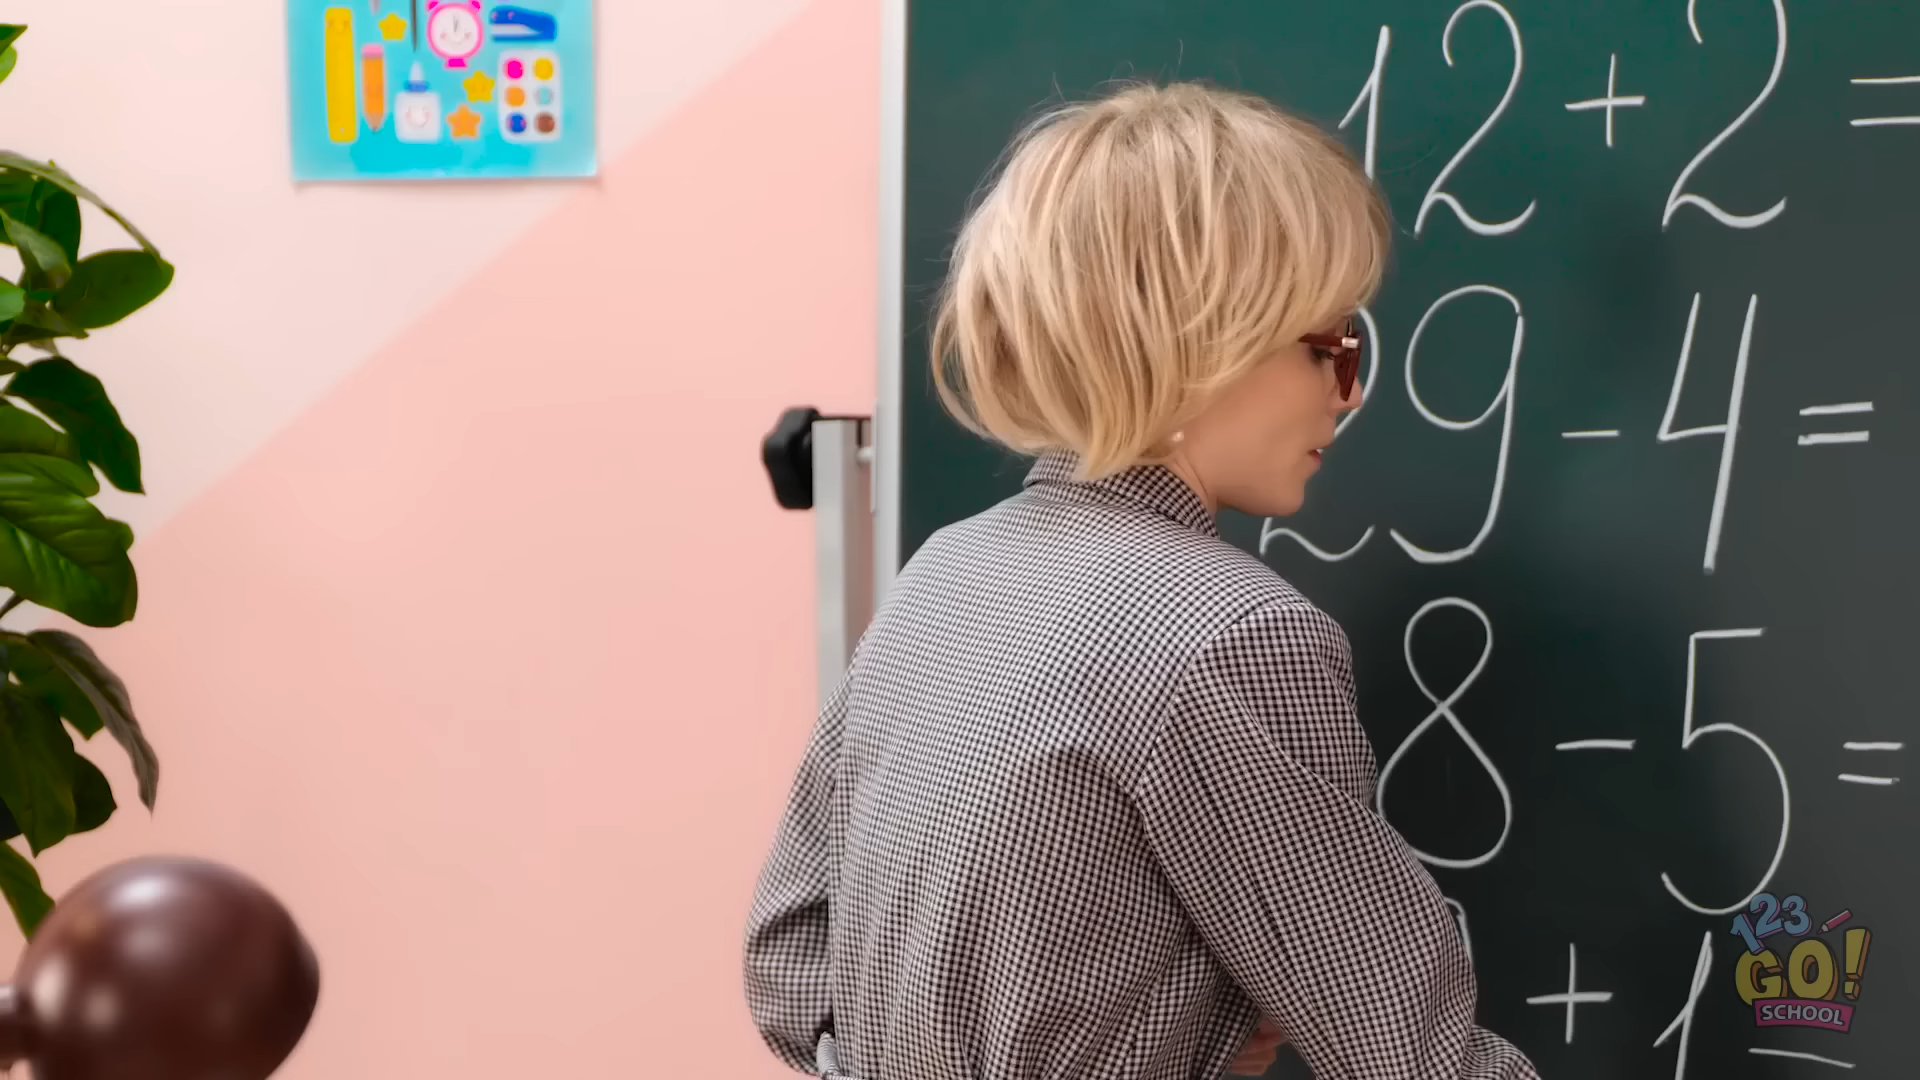 12 + 2 =
29 - 4 =
8 - 5 =
+ 1
123
GO!
SCHOOL